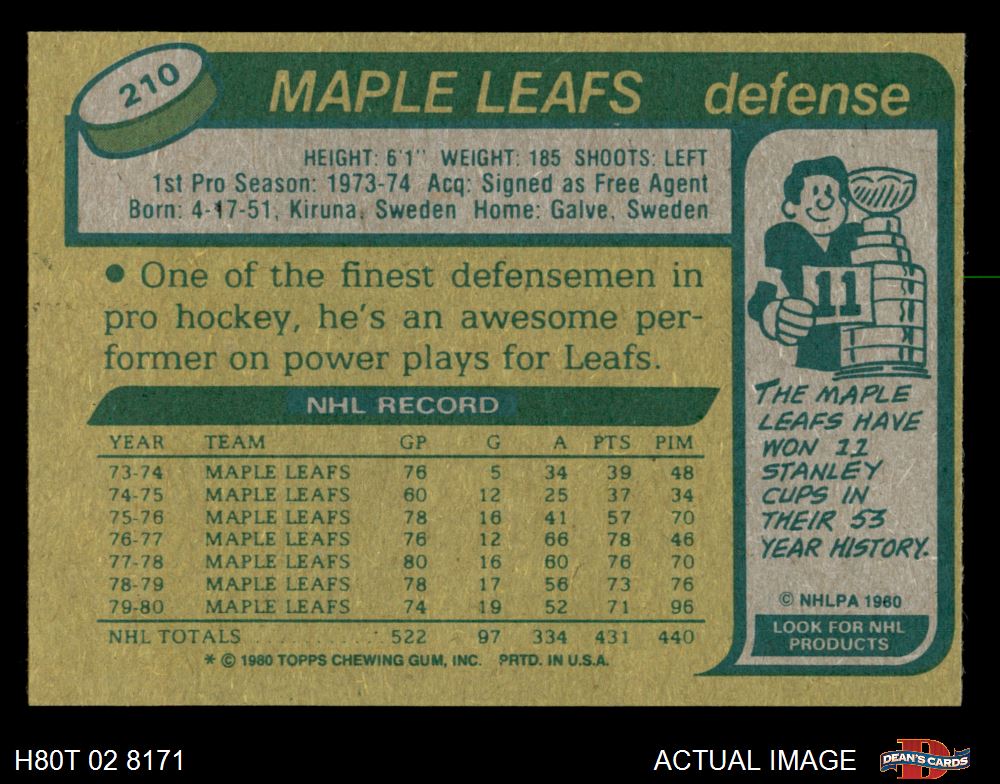 210
MAPLE LEAFS defense
HEIGHT: 6'1" WEIGHT: 185 SHOOTS: LEFT
1st Pro Season: 1973-74 Acq: Signed as Free Agent
Born: 4-17-51, Kiruna, Sweden Home: Galve, Sweden
● One of the finest defensemen in
pro hockey, he's an awesome per-
former on power plays for Leafs.
NHL RECORD
YEAR TEAM GP G A PTS PIM
73-74 MAPLE LEAFS 76 5 34 39 48
74-75 MAPLE LEAFS 60 12 25 37 34
75-76 MAPLE LEAFS 78 16 41 57 70
76-77 MAPLE LEAFS 76 12 66 78 46
77-78 MAPLE LEAFS 80 16 60 76 70
78-79 MAPLE LEAFS 78 17 56 73 76
79-80 MAPLE LEAFS 74 19 52 71 96
NHL TOTALS .............. 522 97 334 431 440
* © 1980 TOPPS CHEWING GUM, INC. PRTD. IN U.S.A.
11
THE MAPLE
LEAFS HAVE
WON 11
STANLEY
CUPS IN
THEIR 53
YEAR HISTORY.
© NHLPA 1980
LOOK FOR NHL
PRODUCTS
H80T 02 8171 ACTUAL IMAGE
D
DEAN'S CARDS